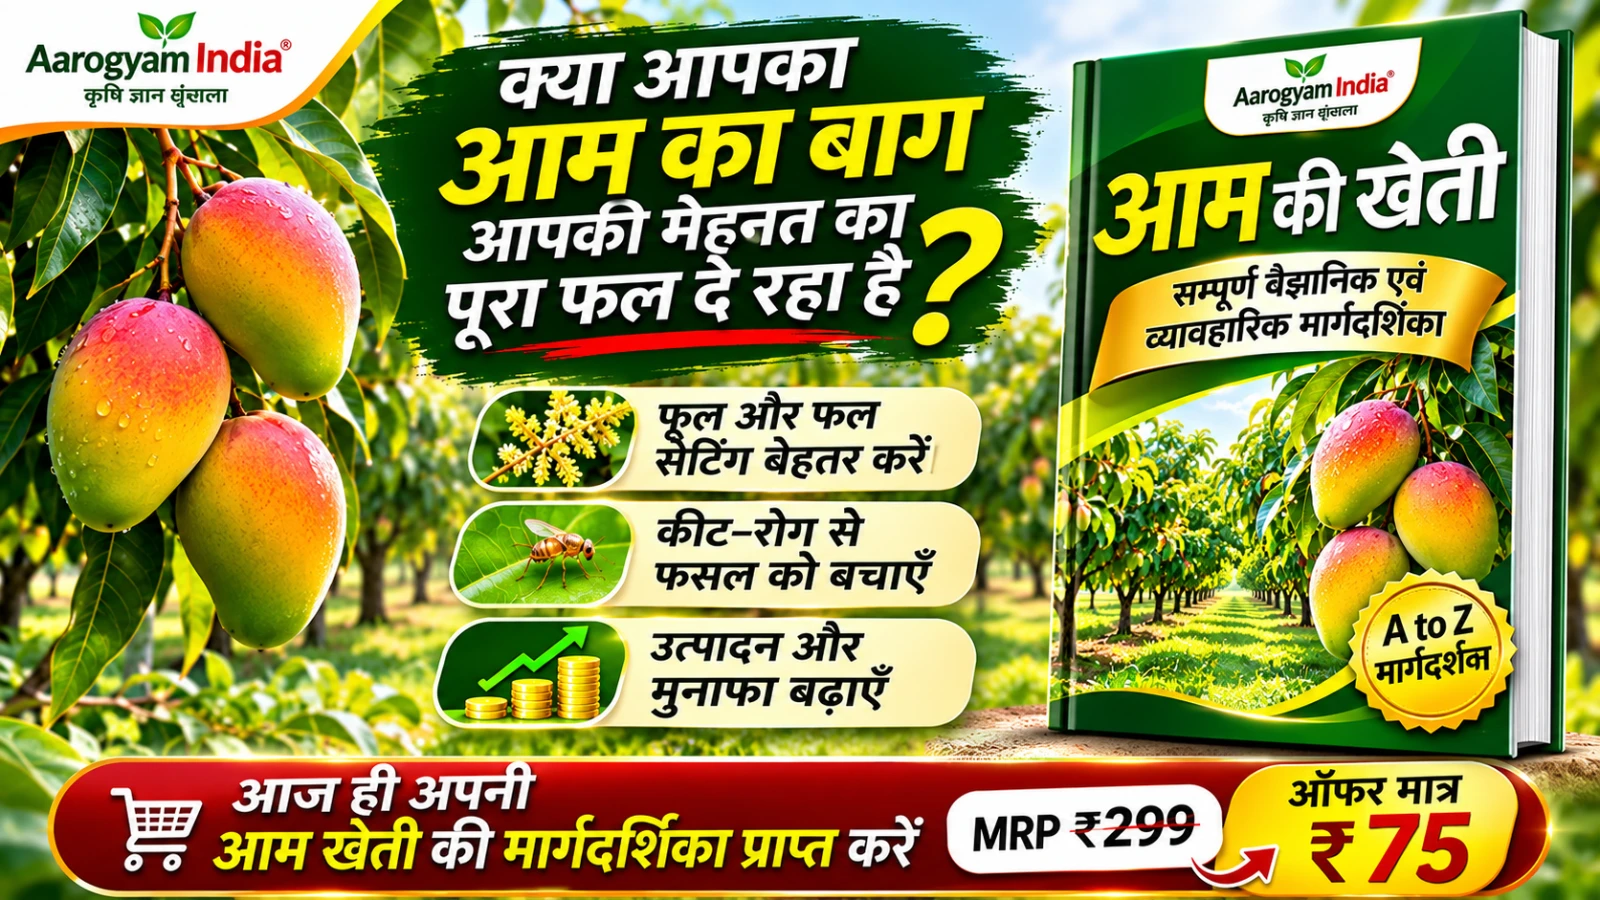 Aarogyam India®
कृषि ज्ञान श्रृंखला
क्या आपका
आम का बाग
आपकी मेहनत का
पूरा फल दे रहा है ?
फूल और फल
सेटिंग बेहतर करें
कीट-रोग से
फसल को बचाएँ
उत्पादन और
मुनाफा बढ़ाएँ
Aarogyam India®
कृषि ज्ञान श्रृंखला
आम की खेती
सम्पूर्ण वैज्ञानिक एवं
व्यावहारिक मार्गदर्शिका
A to Z
मार्गदर्शन
आज ही अपनी
आम खेती की मार्गदर्शिका प्राप्त करें
MRP ₹299
ऑफर मात्र
₹75